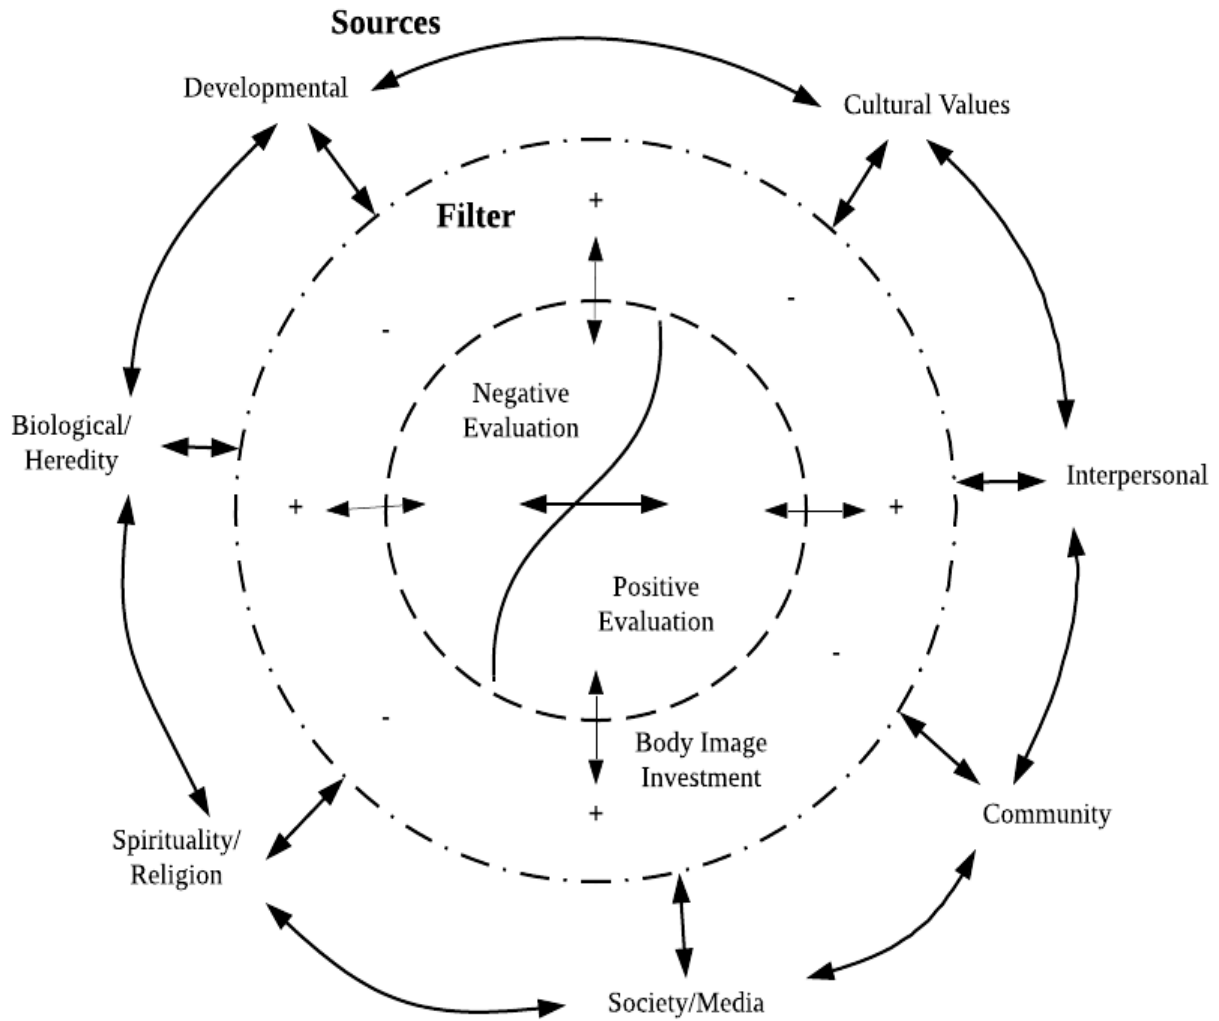 Sources
Developmental
Cultural Values
Filter
+
-
-
Negative
Evaluation
Biological/
Heredity
Interpersonal
+
+
Positive
Evaluation
-
-
Body Image
Investment
+
Community
Spirituality/
Religion
Society/Media